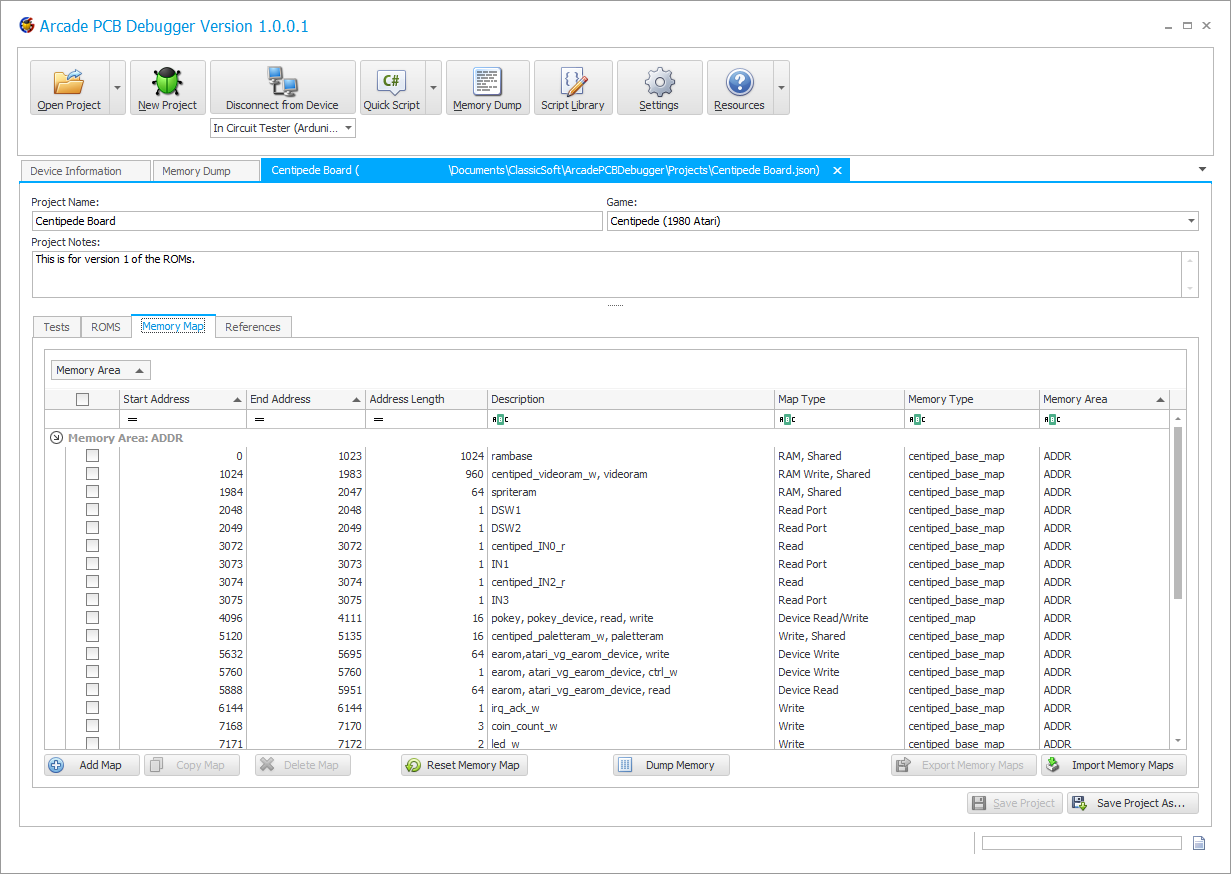 Arcade PCB Debugger Version 1.0.0.1
Open Project New Project Disconnect from Device C# Quick Script Memory Dump Script Library Settings Resources
In Circuit Tester (Arduni...
Device Information Memory Dump Centipede Board ( \Documents\ClassicSoft\ArcadePCBDebugger\Projects\Centipede Board.json)
Project Name: Game:
Centipede Board Centipede (1980 Atari)
Project Notes:
This is for version 1 of the ROMs.
Tests ROMS Memory Map References
Memory Area
Start Address End Address Address Length Description Map Type Memory Type Memory Area
= = = ABC ABC ABC ABC
Memory Area: ADDR
0 1023 1024 rambase RAM, Shared centiped_base_map ADDR
1024 1983 960 centiped_videoram_w, videoram RAM Write, Shared centiped_base_map ADDR
1984 2047 64 spriteram RAM, Shared centiped_base_map ADDR
2048 2048 1 DSW1 Read Port centiped_base_map ADDR
2049 2049 1 DSW2 Read Port centiped_base_map ADDR
3072 3072 1 centiped_IN0_r Read centiped_base_map ADDR
3073 3073 1 IN1 Read Port centiped_base_map ADDR
3074 3074 1 centiped_IN2_r Read centiped_base_map ADDR
3075 3075 1 IN3 Read Port centiped_base_map ADDR
4096 4111 16 pokey, pokey_device, read, write Device Read/Write centiped_map ADDR
5120 5135 16 centiped_paletteram_w, paletteram Write, Shared centiped_base_map ADDR
5632 5695 64 earom,atari_vg_earom_device, write Device Write centiped_base_map ADDR
5760 5760 1 earom, atari_vg_earom_device, ctrl_w Device Write centiped_base_map ADDR
5888 5951 64 earom, atari_vg_earom_device, read Device Read centiped_base_map ADDR
6144 6144 1 irq_ack_w Write centiped_base_map ADDR
7168 7170 3 coin_count_w Write centiped_base_map ADDR
7171 7172 2 led_w Write centiped_base_map ADDR
Add Map Copy Map Delete Map Reset Memory Map Dump Memory Export Memory Maps Import Memory Maps
Save Project Save Project As...